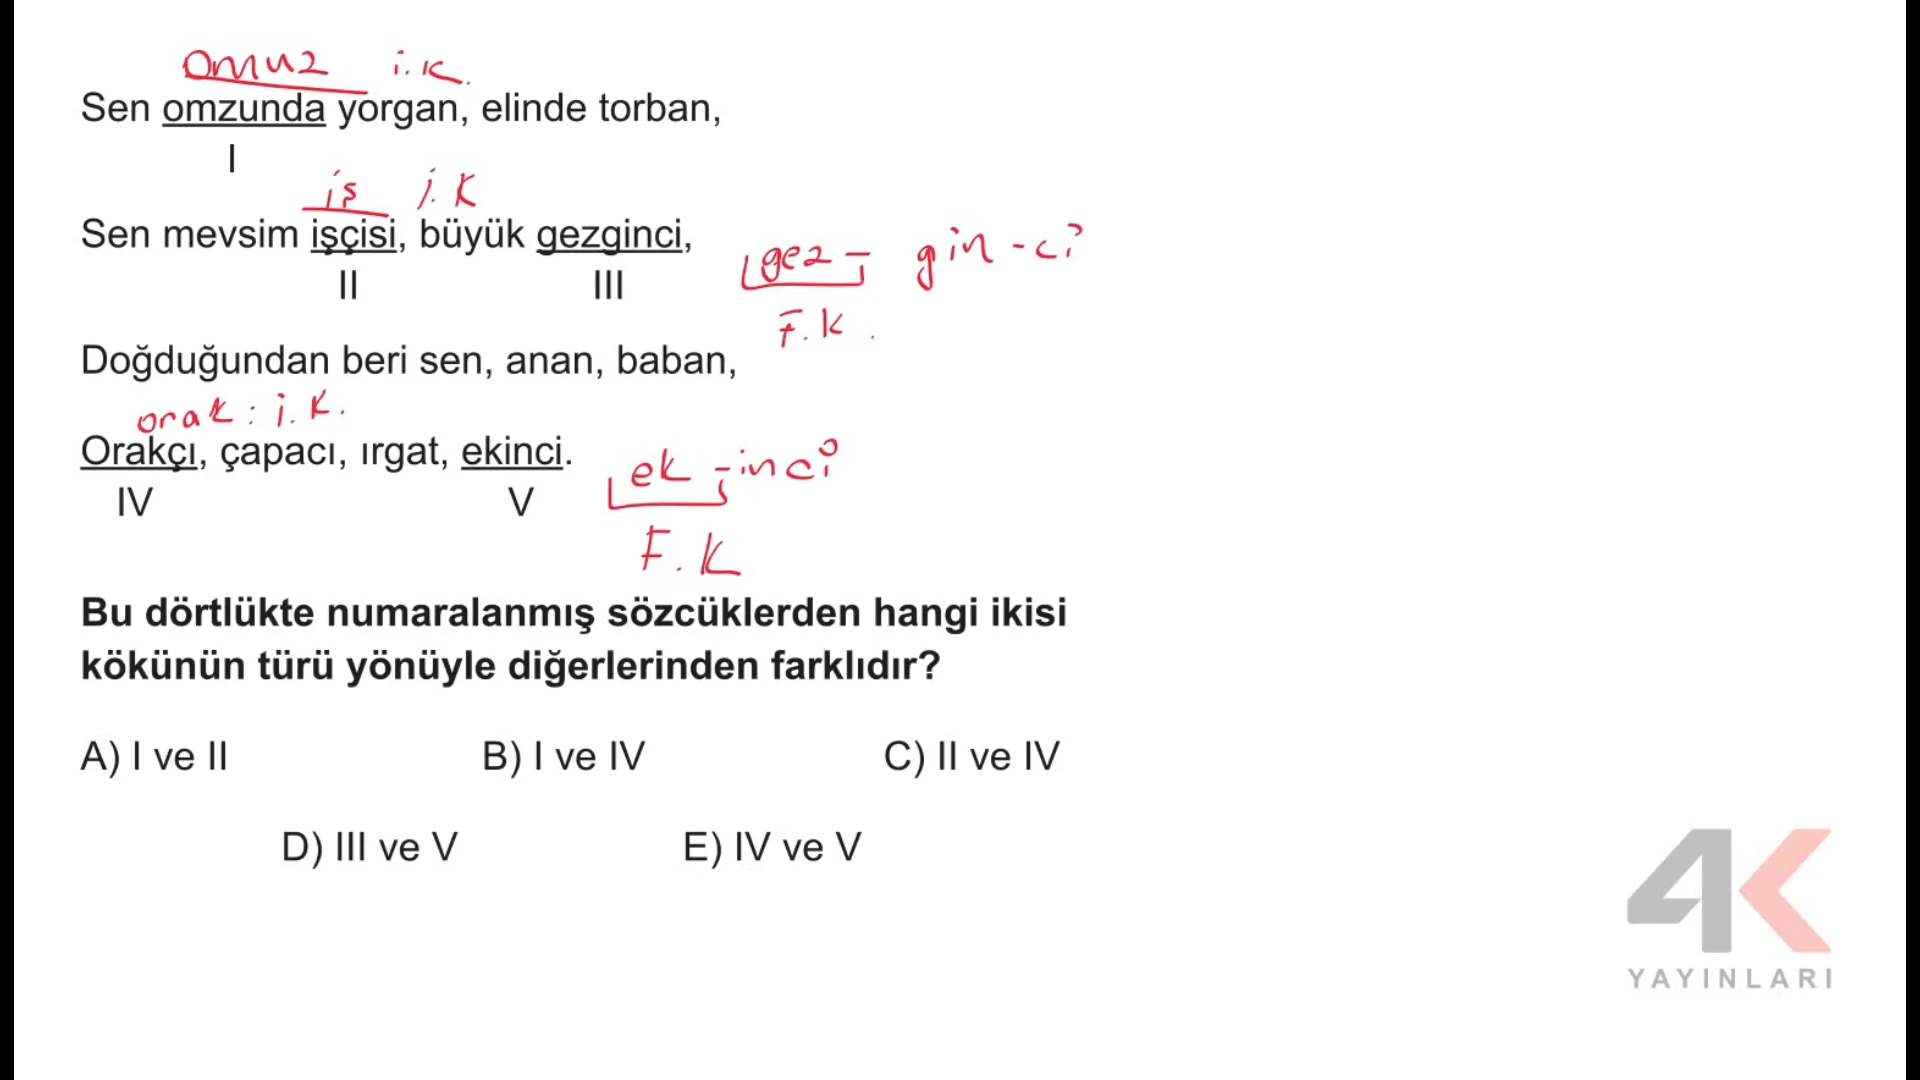 omuz i.K.
Sen omzunda yorgan, elinde torban,
I
iş i.K
Sen mevsim işçisi, büyük gezginci,
II III
gez - gin -ci
F.K.
Doğduğundan beri sen, anan, baban,
orak: i.K.
Orakçı, çapacı, ırgat, ekinci.
IV V
ek -inci
F.K
Bu dörtlükte numaralanmış sözcüklerden hangi ikisi
kökünün türü yönüyle diğerlerinden farklıdır?
A) I ve II B) I ve IV C) II ve IV
D) III ve V E) IV ve V
4K
YAYINLARI